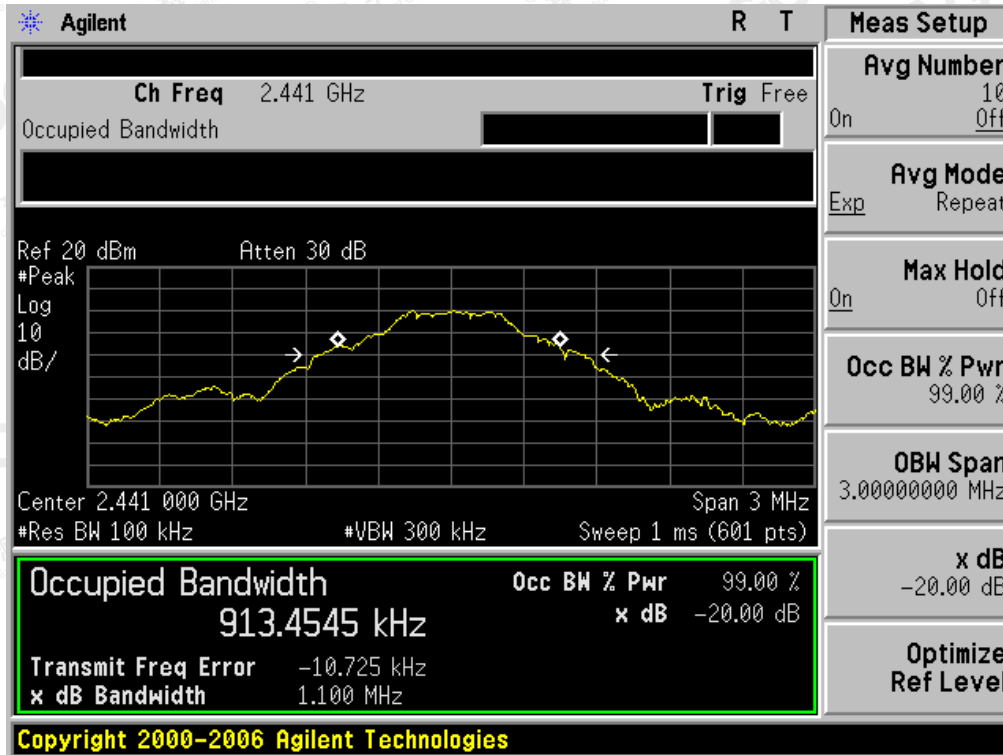 Agilent R T
Ch Freq 2.441 GHz Trig Free
Occupied Bandwidth
Ref 20 dBm Atten 30 dB
#Peak
Log
10
dB/
Center 2.441 000 GHz Span 3 MHz
#Res BW 100 kHz #VBW 300 kHz Sweep 1 ms (601 pts)
Occupied Bandwidth Occ BW % Pwr 99.00 %
913.4545 kHz x dB -20.00 dB
Transmit Freq Error -10.725 kHz
x dB Bandwidth 1.100 MHz
Copyright 2000-2006 Agilent Technologies
Meas Setup
Avg Number
10
On Off
Avg Mode
Exp Repeat
Max Hold
On Off
Occ BW % Pwr
99.00 %
OBW Span
3.00000000 MHz
x dB
-20.00 dB
Optimize
Ref Level